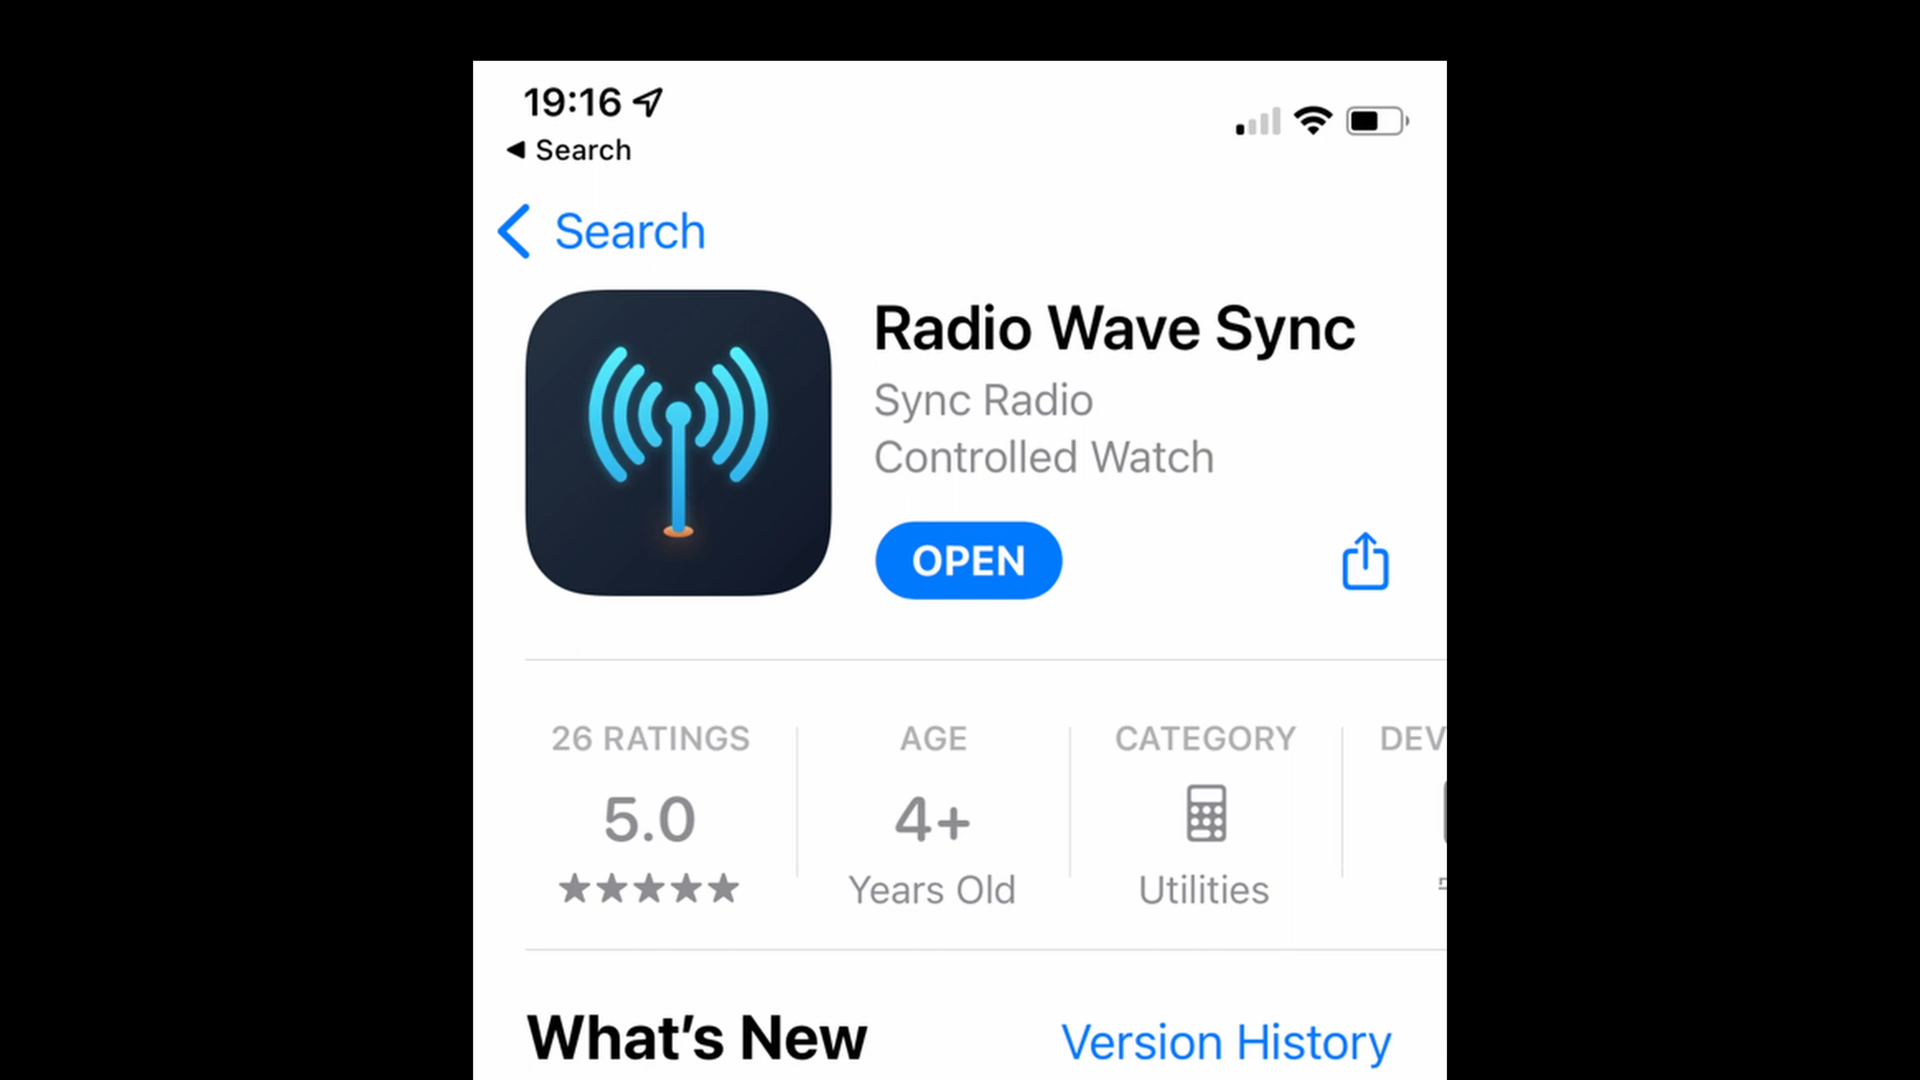 19:16
Search
Search
Radio Wave Sync
Sync Radio
Controlled Watch
OPEN
26 RATINGS
AGE
CATEGORY
DEV
5.0
4+
Years Old
Utilities
What's New
Version History